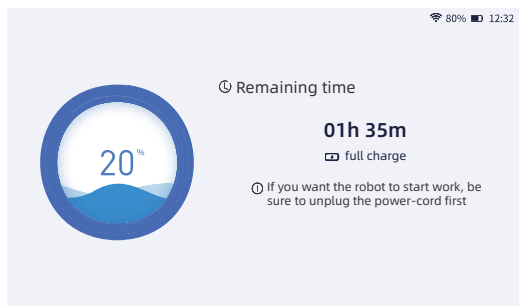 80% 12:32
Remaining time
01h 35m
20%
full charge
If you want the robot to start work, be
sure to unplug the power-cord first